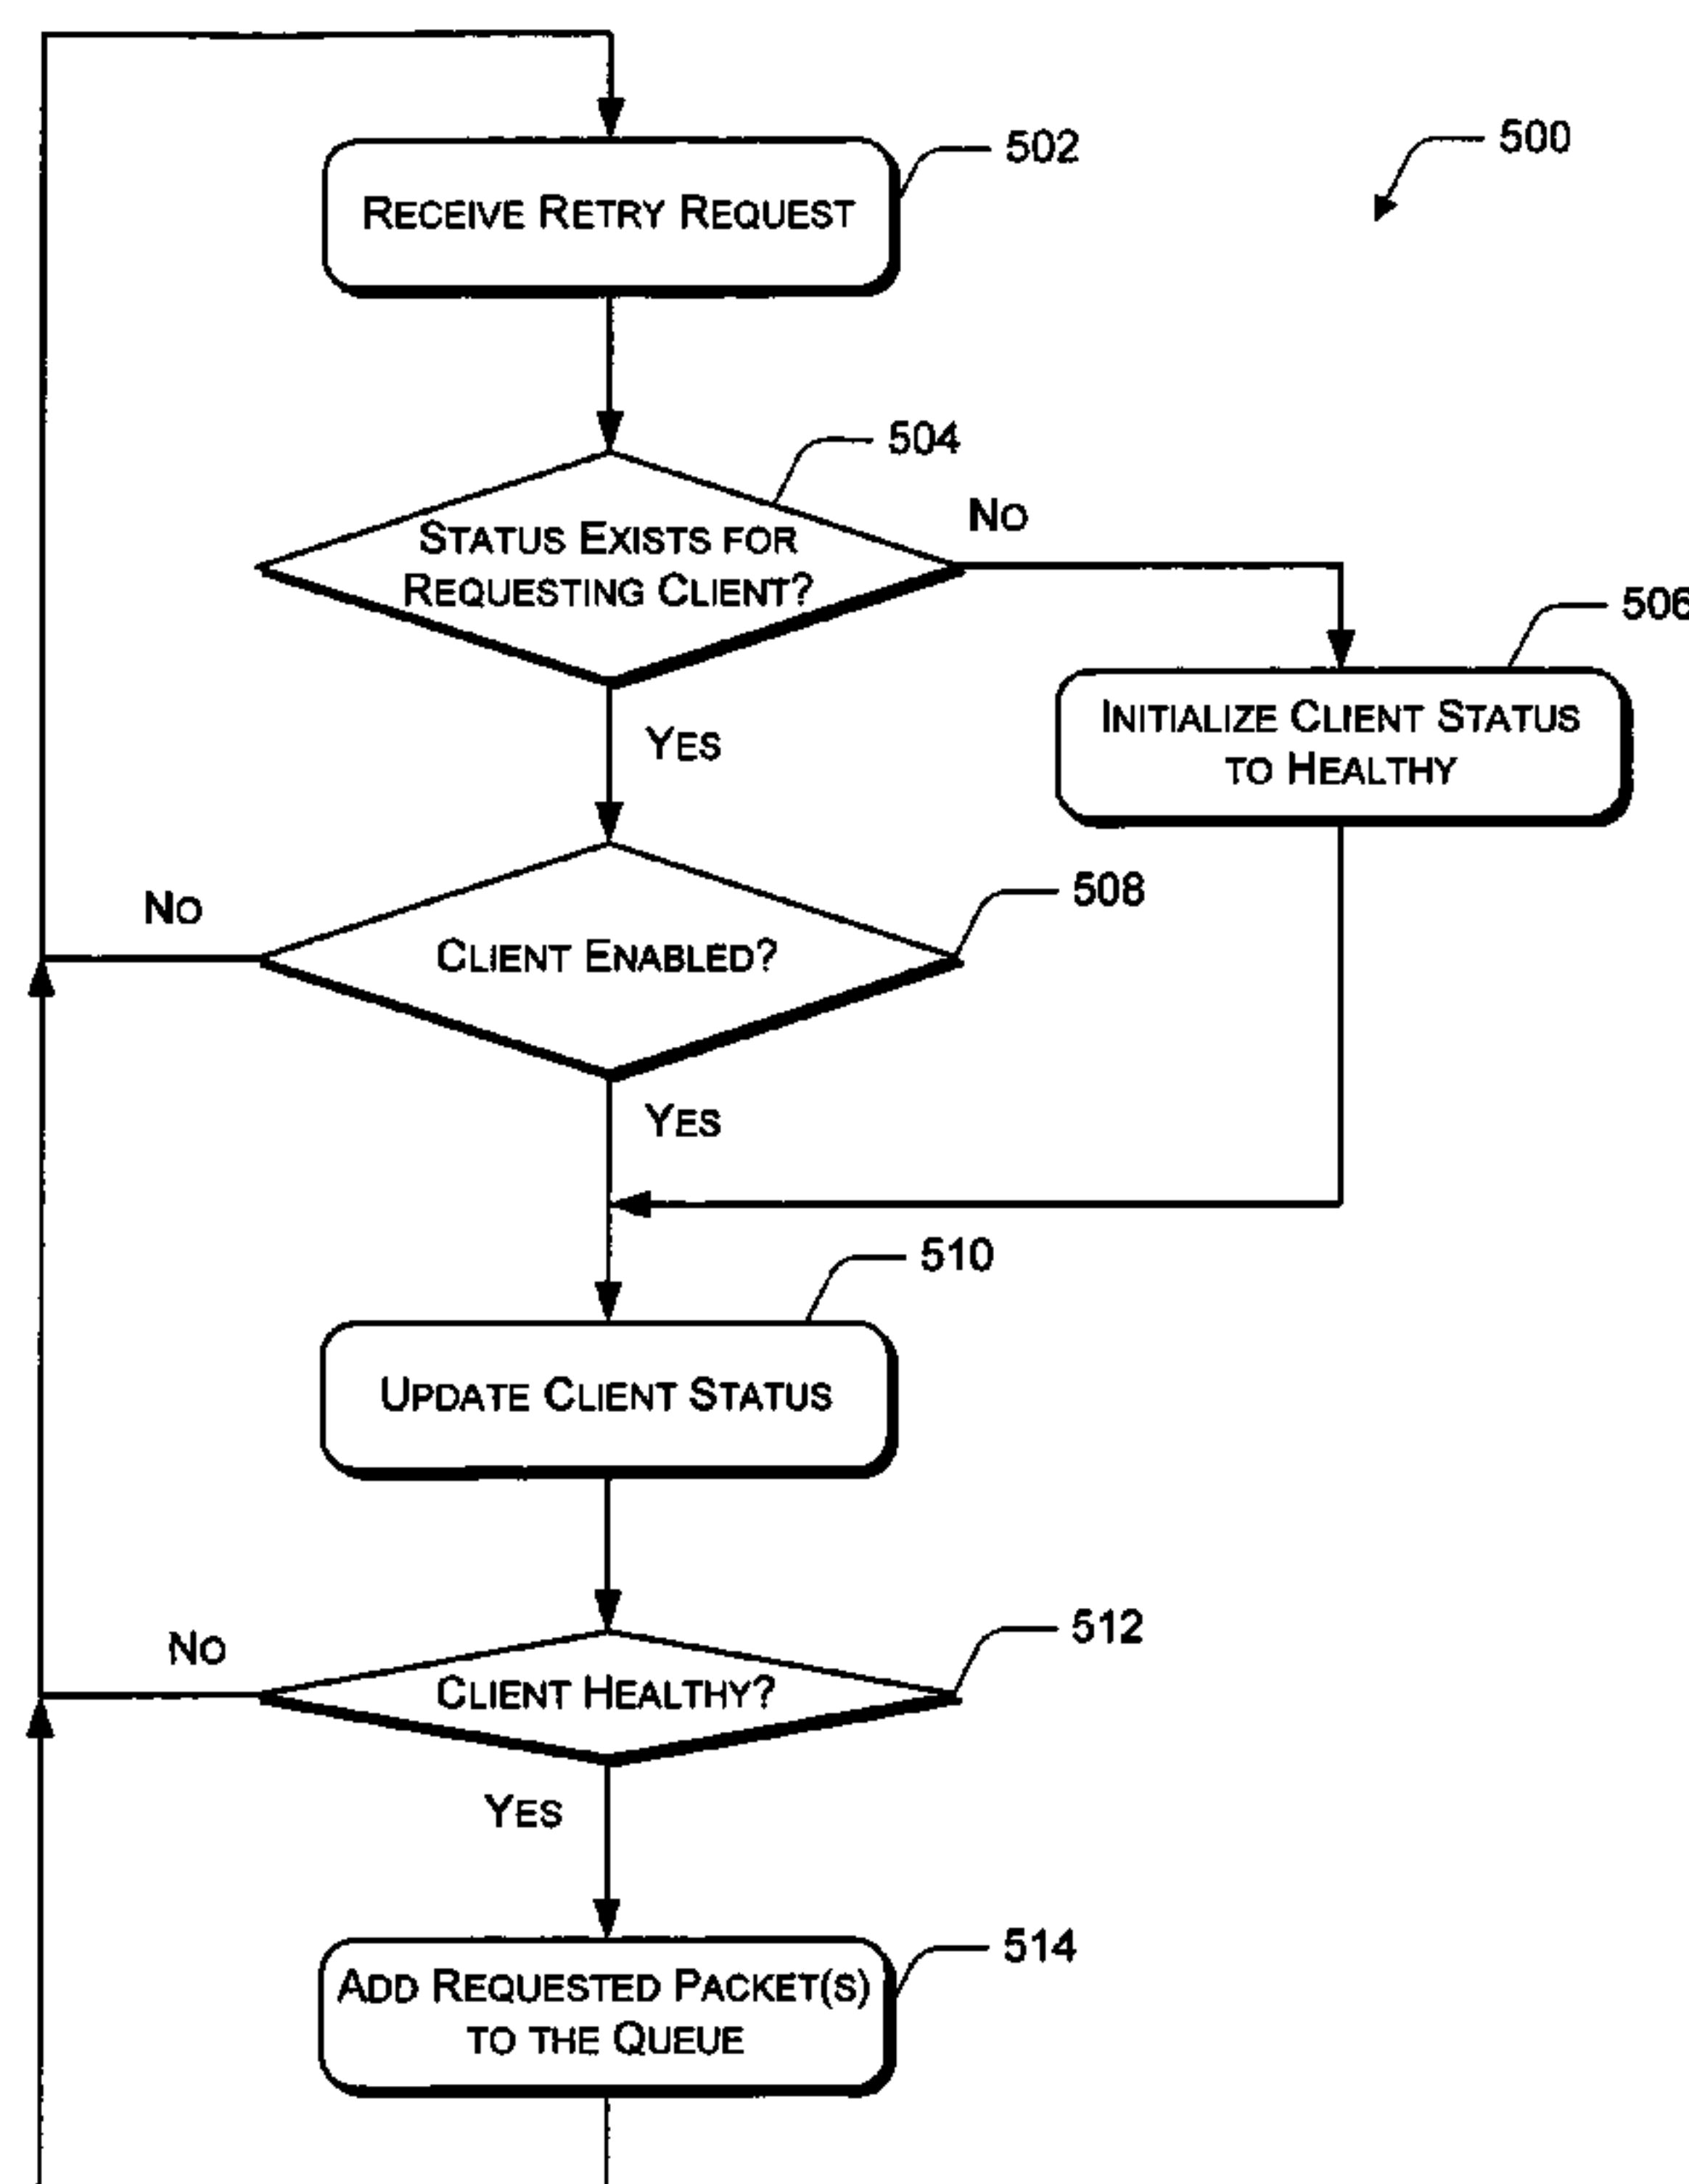 500
502
RECEIVE RETRY REQUEST
504
STATUS EXISTS FOR
REQUESTING CLIENT?
NO
506
INITIALIZE CLIENT STATUS
TO HEALTHY
YES
508
NO
CLIENT ENABLED?
YES
510
UPDATE CLIENT STATUS
512
NO
CLIENT HEALTHY?
YES
514
ADD REQUESTED PACKET(S)
TO THE QUEUE